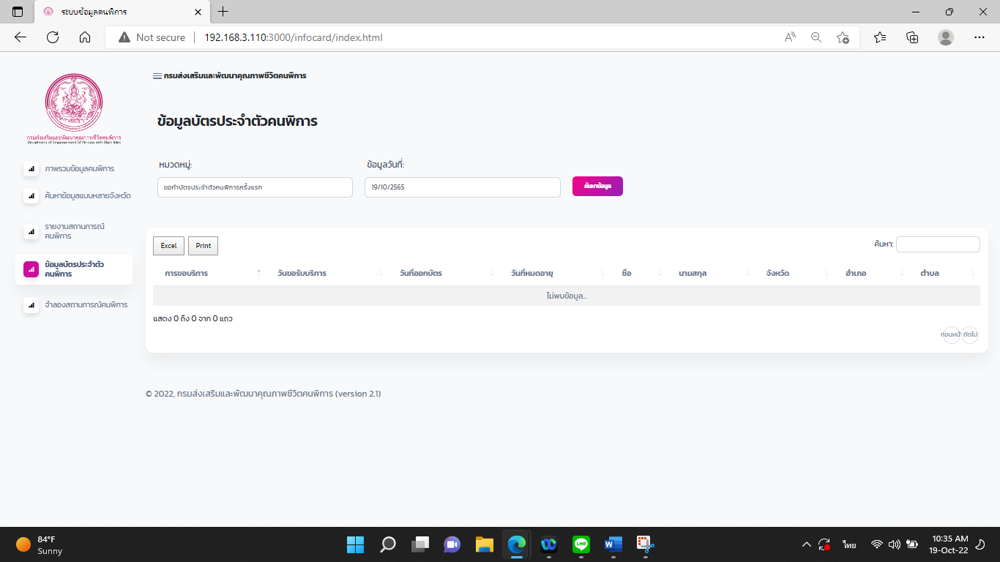 ระบบข้อมูลคนพิการ
Not secure
192.168.3.110:3000/infocard/index.html
กรมส่งเสริมและพัฒนาคุณภาพชีวิตคนพิการ
Department of Empowerment of Persons with Disabilities
ภาพรวมข้อมูลคนพิการ
ค้นหาข้อมูลแบบหลายจังหวัด
รายงานสถานการณ์
คนพิการ
ข้อมูลบัตรประจำตัว
คนพิการ
จำลองสถานการณ์คนพิการ
กรมส่งเสริมและพัฒนาคุณภาพชีวิตคนพิการ
ข้อมูลบัตรประจำตัวคนพิการ
หมวดหมู่: ข้อมูลวันที่:
ขอทำบัตรประจำตัวคนพิการครั้งแรก 19/10/2565 ค้นหาข้อมูล
Excel Print ค้นหา:
การขอบริการ วันขอรับบริการ วันที่ออกบัตร วันที่หมดอายุ ชื่อ นามสกุล จังหวัด อำเภอ ตำบล
ไม่พบข้อมูล...
แสดง 0 ถึง 0 จาก 0 แถว
ก่อนหน้า ถัดไป
© 2022, กรมส่งเสริมและพัฒนาคุณภาพชีวิตคนพิการ (version 2.1)
84°F
Sunny
ไทย
10:35 AM
19-Oct-22